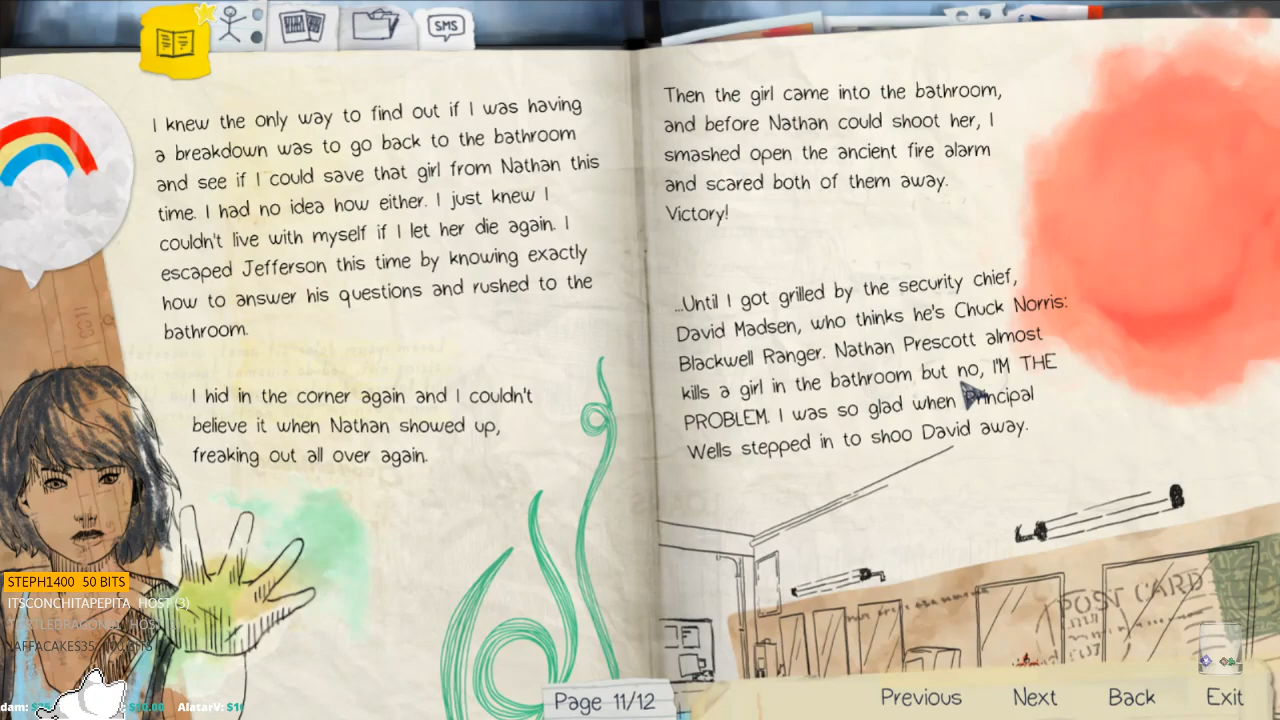 SMS
I knew the only way to find out if I was having
a breakdown was to go back to the bathroom
and see if I could save that girl from Nathan this
time. I had no idea how either. I just knew I
couldn't live with myself if I let her die again. I
escaped Jefferson this time by knowing exactly
how to answer his questions and rushed to the
bathroom.
I hid in the corner again and I couldn't
believe it when Nathan showed up,
freaking out all over again.
Then the girl came into the bathroom,
and before Nathan could shoot her, I
smashed open the ancient fire alarm
and scared both of them away.
Victory!
...Until I got grilled by the security chief,
David Madsen, who thinks he's Chuck Norris:
Blackwell Ranger. Nathan Prescott almost
kills a girl in the bathroom but no, I'M THE
PROBLEM. I was so glad when Principal
Wells stepped in to shoo David away.
POST CARD
STEPH1400 50 BITS
ITSCONCHITAPEPITA HOST (3)
Page 11/12
Previous Next Back Exit
dam: $10.00 AlatarV: